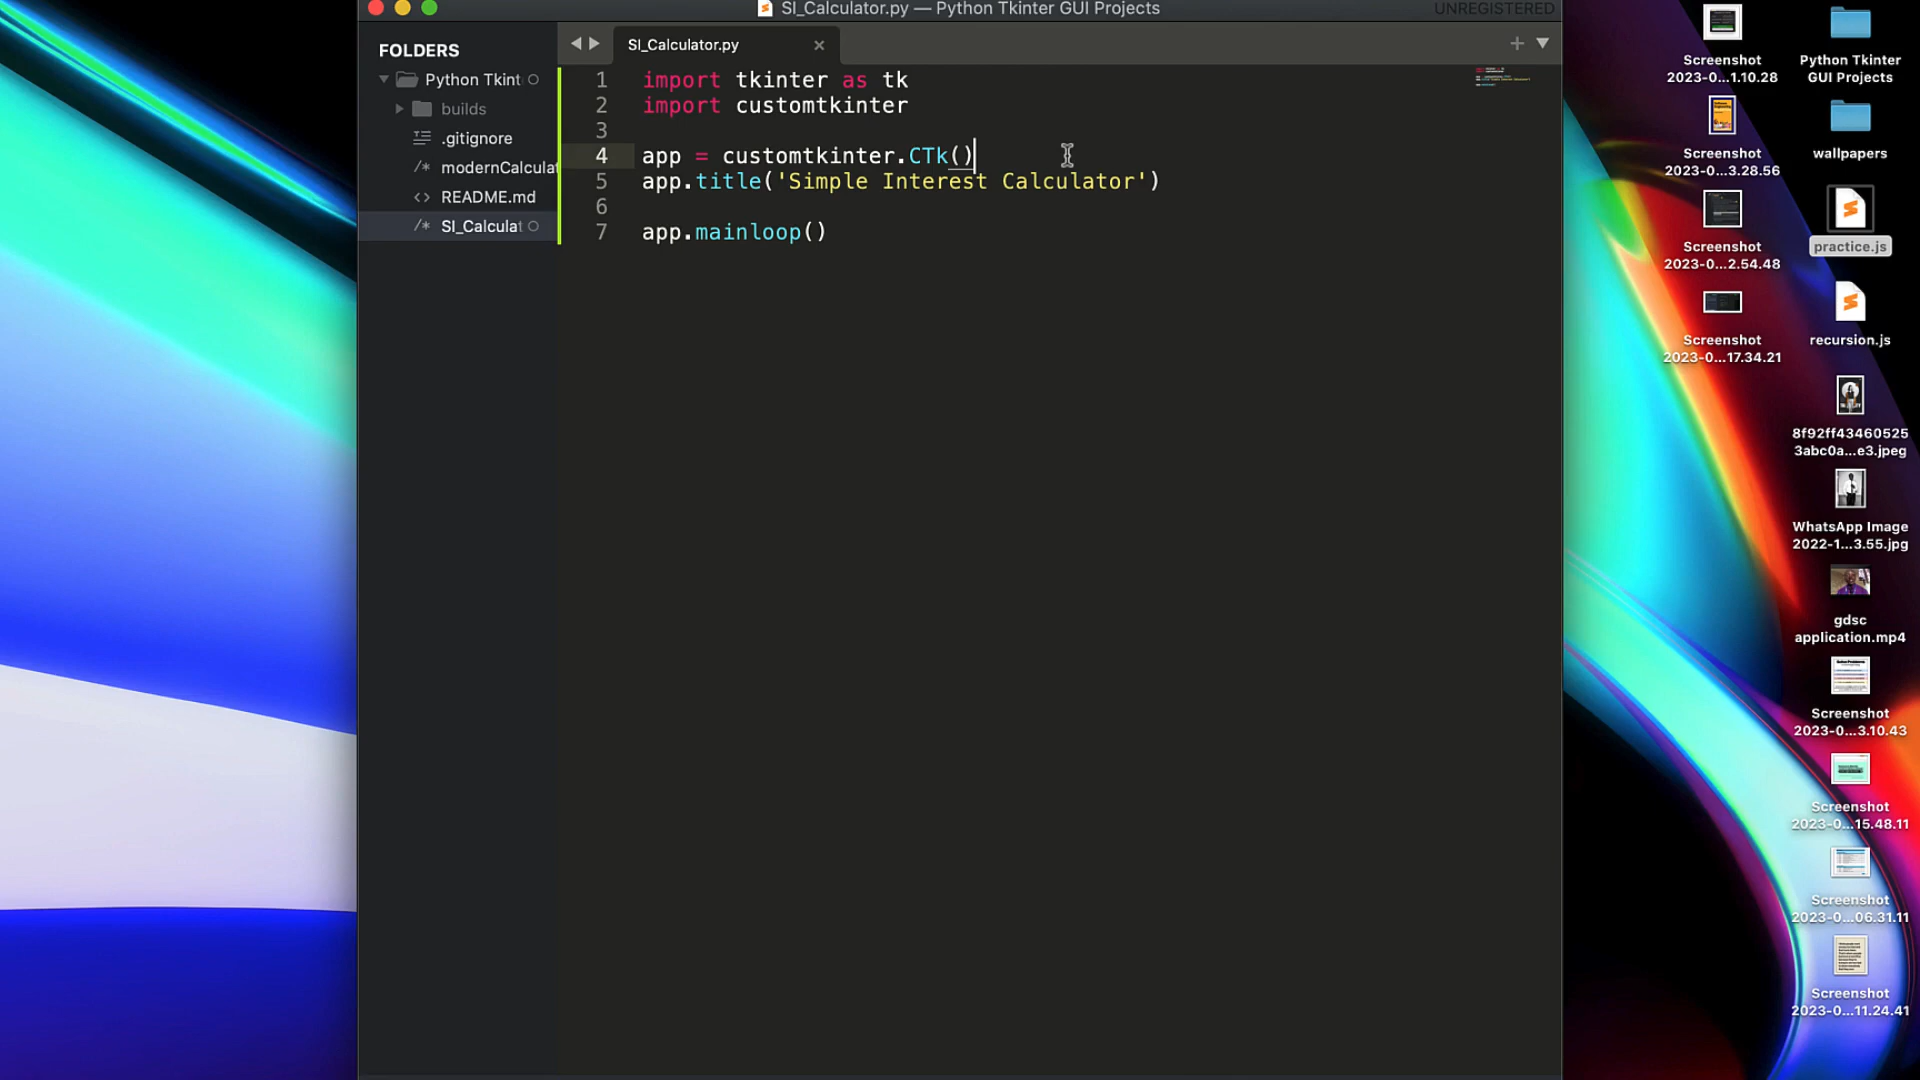 SI_Calculator.py — Python Tkinter GUI Projects
UNREGISTERED
FOLDERS
Python Tkint
builds
.gitignore
modernCalculat
README.md
SI_Calculat
SI_Calculator.py
1 import tkinter as tk
2 import customtkinter
3
4 app = customtkinter.CTk()
5 app.title('Simple Interest Calculator')
6
7 app.mainloop()
Screenshot
2023-0...1.10.28
Screenshot
2023-0...3.28.56
Screenshot
2023-0...2.54.48
Screenshot
2023-0...17.34.21
Python Tkinter
GUI Projects
wallpapers
practice.js
recursion.js
8f92ff43460525
3abc0a...e3.jpeg
WhatsApp Image
2022-1...3.55.jpg
gdsc
application.mp4
Screenshot
2023-0...3.10.43
Screenshot
2023-0...15.48.11
Screenshot
2023-0...06.31.11
Screenshot
2023-0...11.24.41